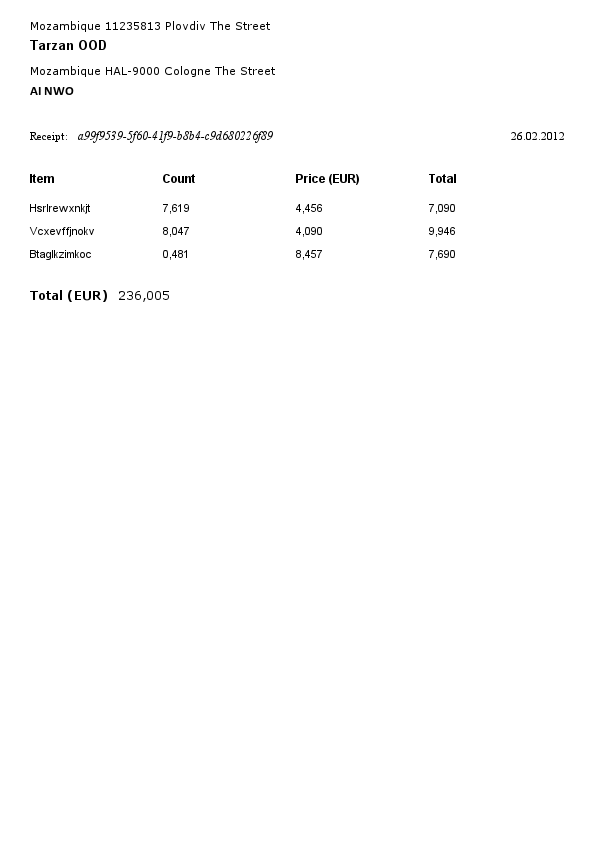 Mozambique 11235813 Plovdiv The Street
Tarzan OOD
Mozambique HAL-9000 Cologne The Street
AI NWO
Receipt: a99f9539-5f60-41f9-b8b4-c9d680226f89 26.02.2012
Item Count Price (EUR) Total
Hsrlrewxnkjt 7,619 4,456 7,090
Vcxevffjnokv 8,047 4,090 9,946
Btaglkzimkoc 0,481 8,457 7,690
Total (EUR) 236,005